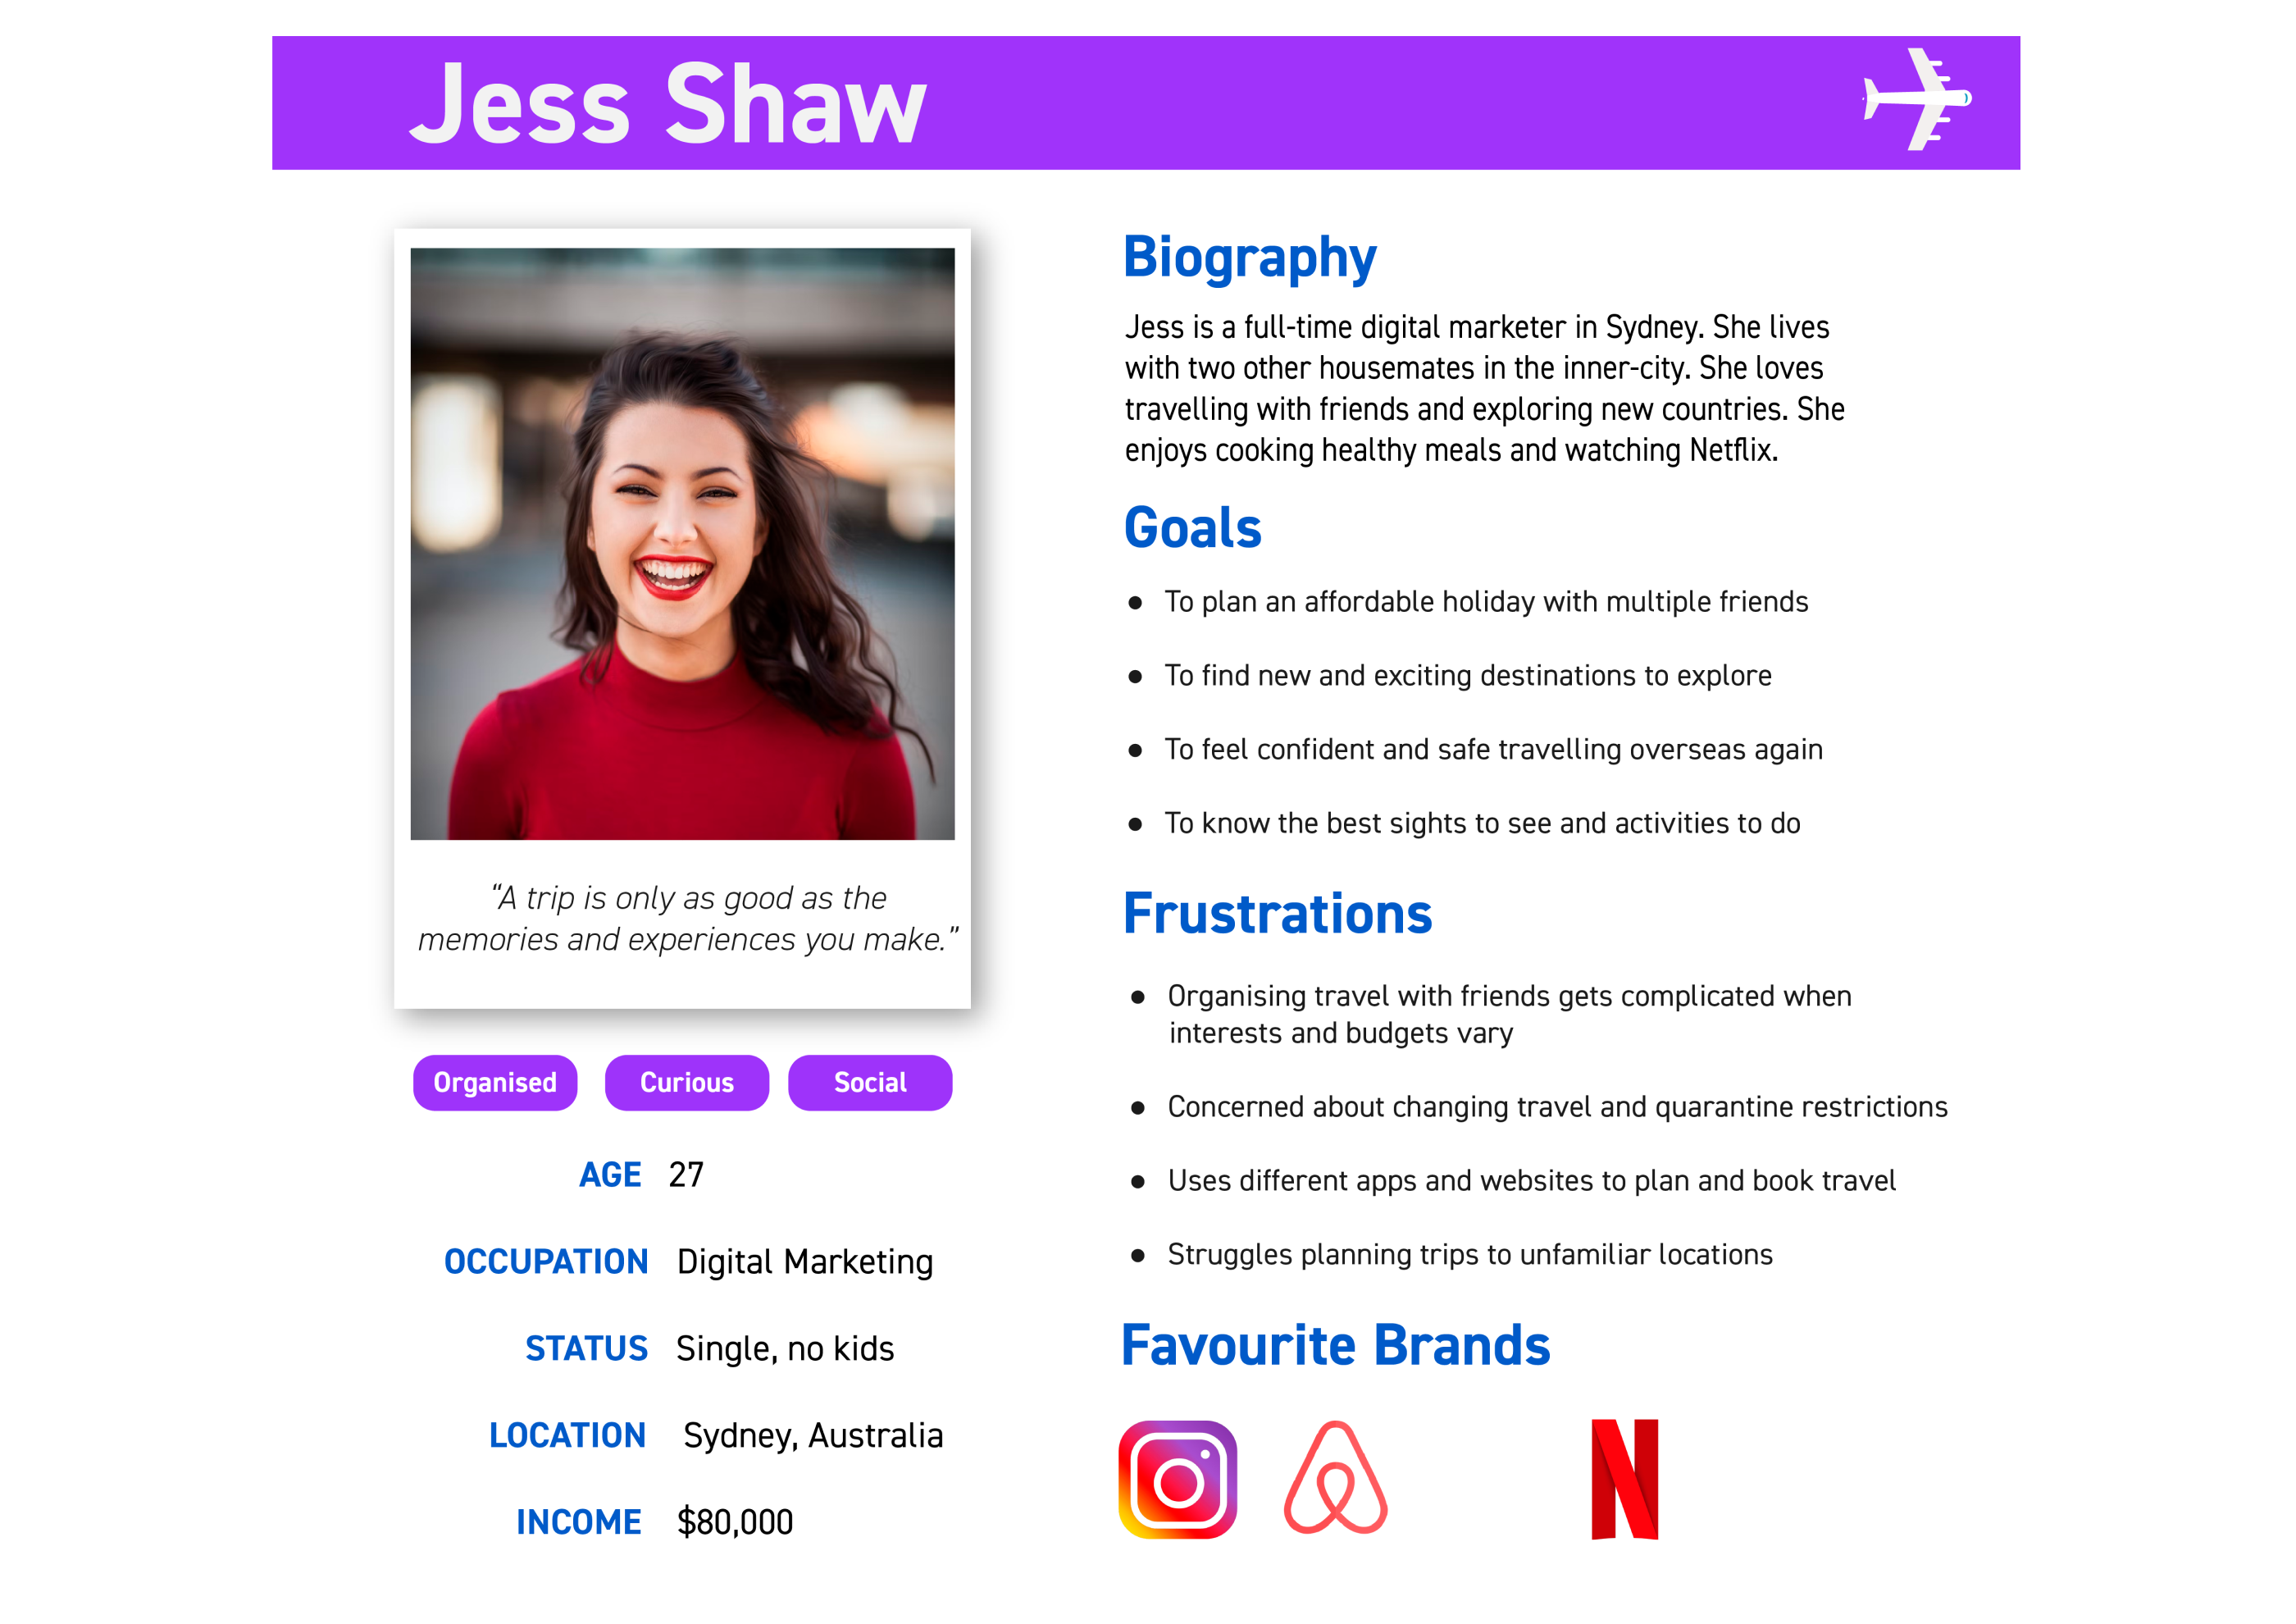 Jess Shaw
“A trip is only as good as the
memories and experiences you make.”
Organised
Curious
Social
AGE 27
OCCUPATION Digital Marketing
STATUS Single, no kids
LOCATION Sydney, Australia
INCOME $80,000
Biography
Jess is a full-time digital marketer in Sydney. She lives
with two other housemates in the inner-city. She loves
travelling with friends and exploring new countries. She
enjoys cooking healthy meals and watching Netflix.
Goals
● To plan an affordable holiday with multiple friends
● To find new and exciting destinations to explore
● To feel confident and safe travelling overseas again
● To know the best sights to see and activities to do
Frustrations
● Organising travel with friends gets complicated when
interests and budgets vary
● Concerned about changing travel and quarantine restrictions
● Uses different apps and websites to plan and book travel
● Struggles planning trips to unfamiliar locations
Favourite Brands
N